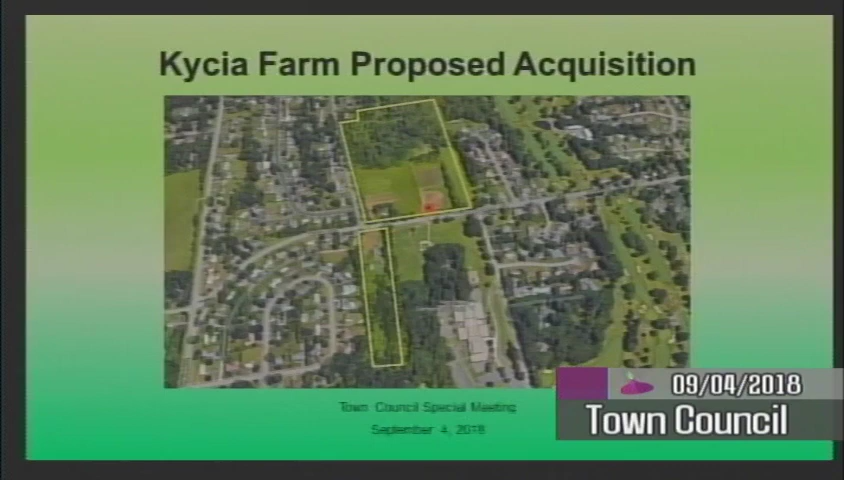 Kycia Farm Proposed Acquisition
Town Council Special Meeting
September 4, 2018
09/04/2018
Town Council